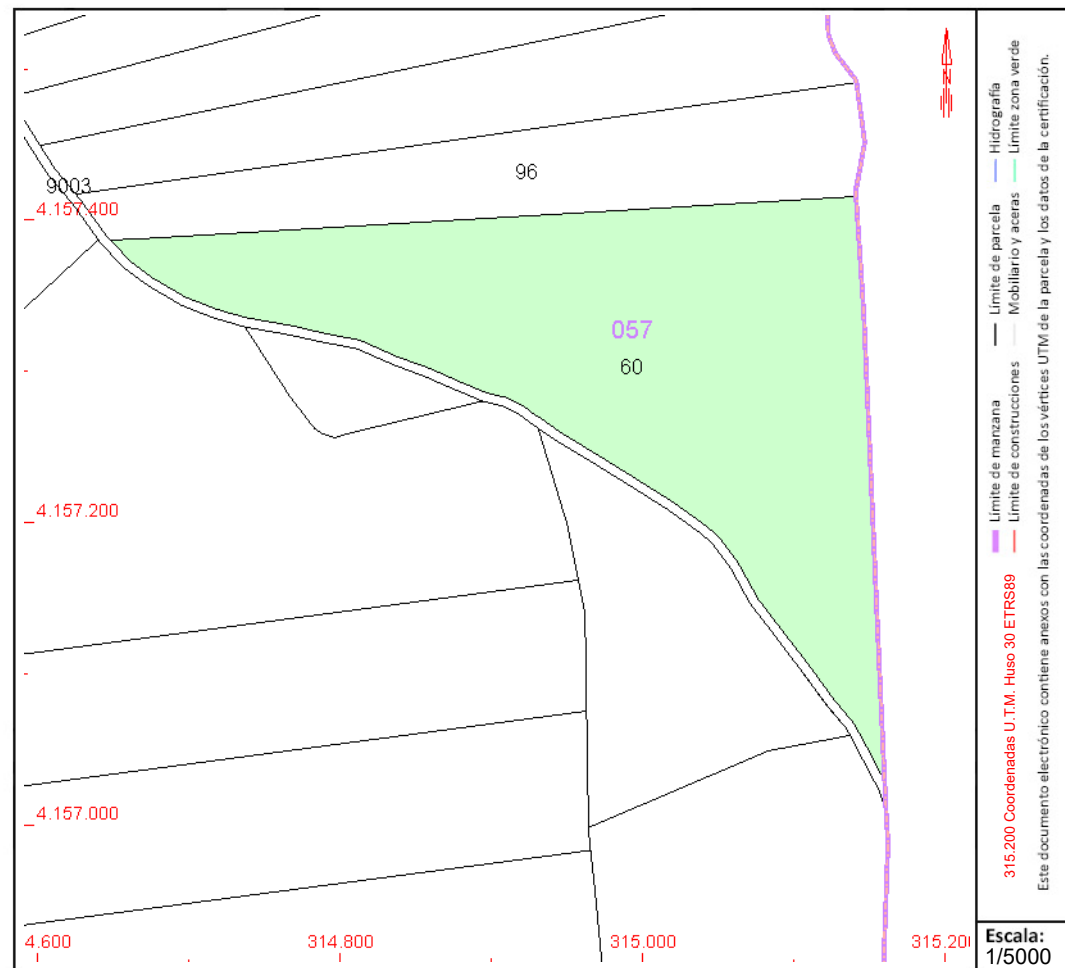 N
96
9003
4.157.400
057
60
4.157.200
4.157.000
4.600
314.800
315.000
315.20
315.200 Coordenadas U.T.M. Huso 30 ETRS89
Límite de manzana
Límite de parcela
Hidrografía
Límite de construcciones
Mobiliario y aceras
Límite zona verde
Este documento electrónico contiene anexos con las coordenadas de los vértices UTM de la parcela y los datos de la certificación.
Escala:
1/5000